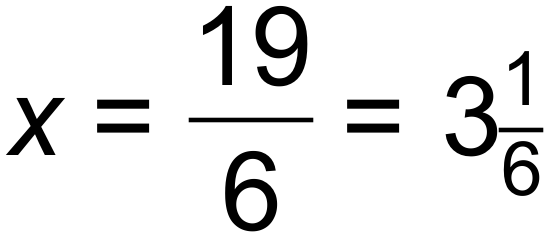 x = 19/6 = 3 1/6